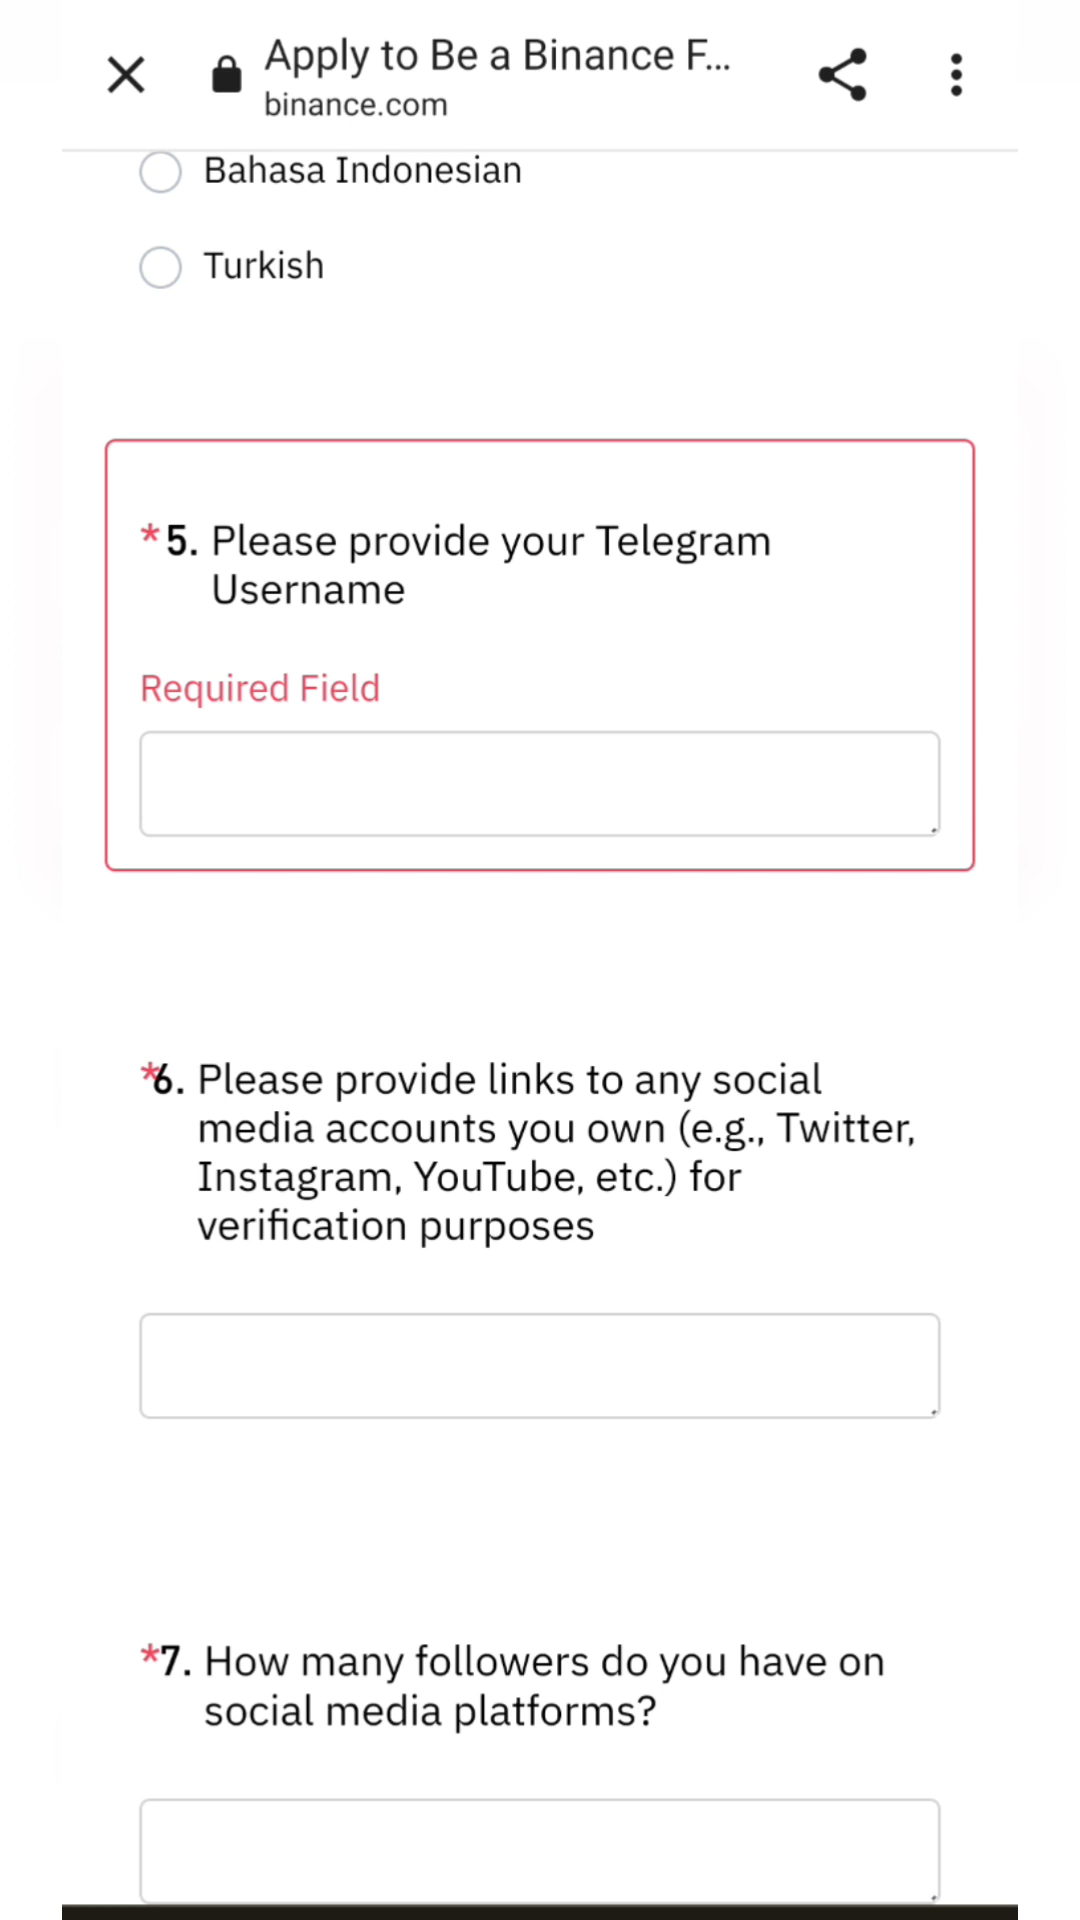 Apply to Be a Binance F...
binance.com
Bahasa Indonesian
Turkish
*5. Please provide your Telegram
Username
Required Field
*6. Please provide links to any social
media accounts you own (e.g., Twitter,
Instagram, YouTube, etc.) for
verification purposes
*7. How many followers do you have on
social media platforms?